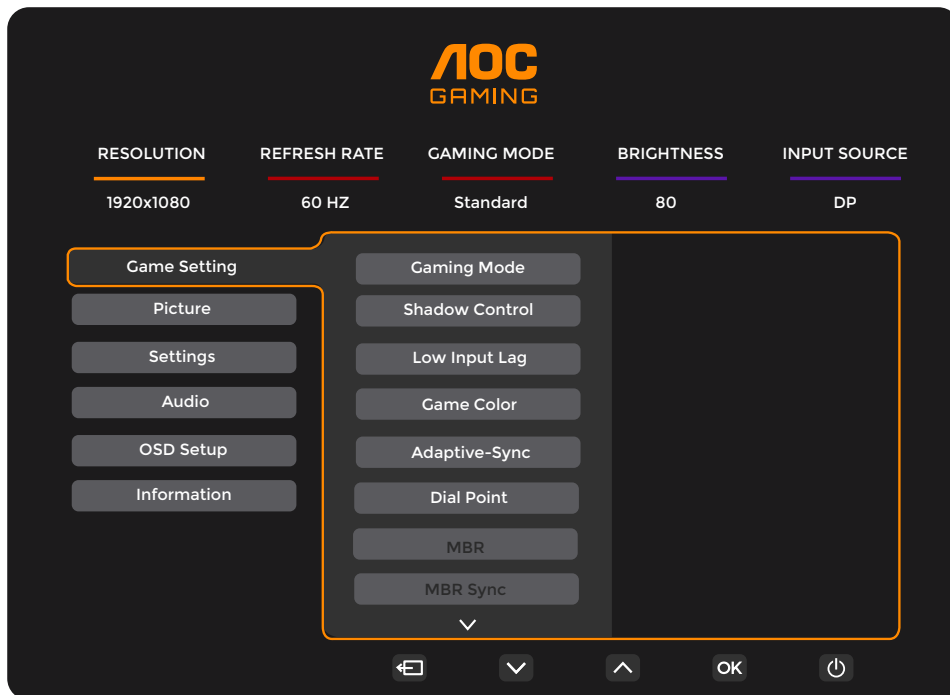 AOC
GAMING
RESOLUTION REFRESH RATE GAMING MODE BRIGHTNESS INPUT SOURCE
1920x1080 60 HZ Standard 80 DP
Game Setting
Picture
Settings
Audio
OSD Setup
Information
Gaming Mode
Shadow Control
Low Input Lag
Game Color
Adaptive-Sync
Dial Point
MBR
MBR Sync
OK